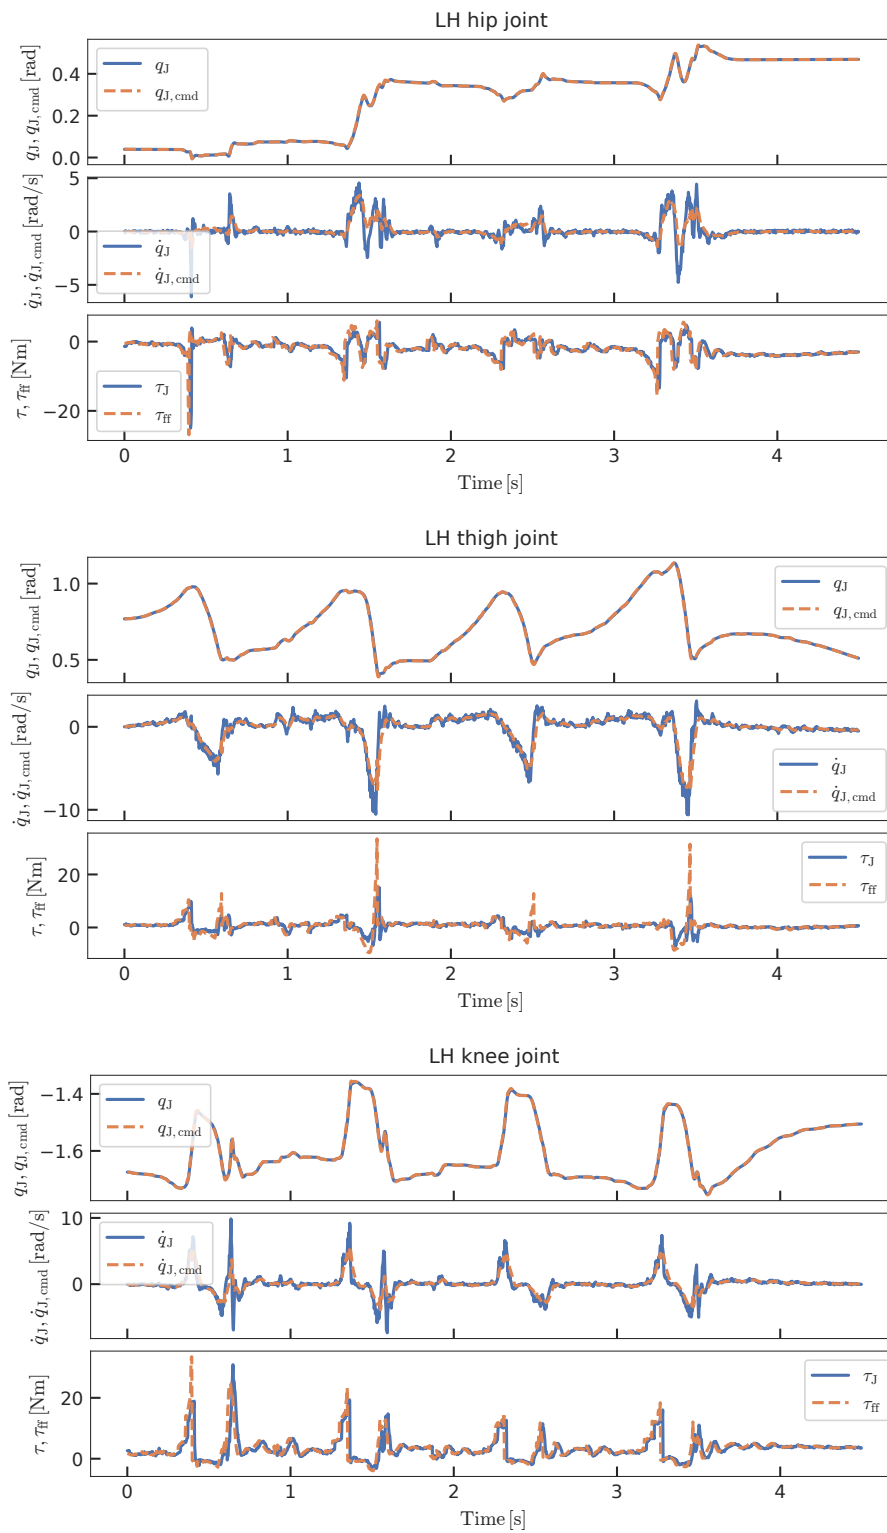 LH hip joint
q_J, q_J,cmd [rad]
0.4
0.2
0.0
q_J
q_J,cmd
q̇_J, q̇_J,cmd [rad/s]
5
0
−5
q̇_J
q̇_J,cmd
τ, τ_ff [Nm]
0
−20
τ_J
τ_ff
0 1 2 3 4
Time [s]
LH thigh joint
q_J, q_J,cmd [rad]
1.0
0.5
q_J
q_J,cmd
q̇_J, q̇_J,cmd [rad/s]
0
−10
q̇_J
q̇_J,cmd
τ, τ_ff [Nm]
20
0
τ_J
τ_ff
0 1 2 3 4
Time [s]
LH knee joint
q_J, q_J,cmd [rad]
−1.4
−1.6
q_J
q_J,cmd
q̇_J, q̇_J,cmd [rad/s]
10
0
q̇_J
q̇_J,cmd
τ, τ_ff [Nm]
20
0
τ_J
τ_ff
0 1 2 3 4
Time [s]